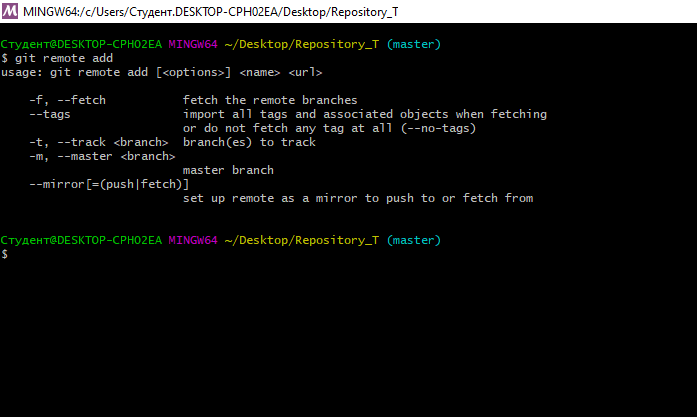 MINGW64:/c/Users/Студент.DESKTOP-CPH02EA/Desktop/Repository_T
Студент@DESKTOP-CPH02EA MINGW64 ~/Desktop/Repository_T (master)
$ git remote add
usage: git remote add [<options>] <name> <url>
-f, --fetch fetch the remote branches
--tags import all tags and associated objects when fetching
or do not fetch any tag at all (--no-tags)
-t, --track <branch> branch(es) to track
-m, --master <branch>
master branch
--mirror[=(push|fetch)]
set up remote as a mirror to push to or fetch from
Студент@DESKTOP-CPH02EA MINGW64 ~/Desktop/Repository_T (master)
$